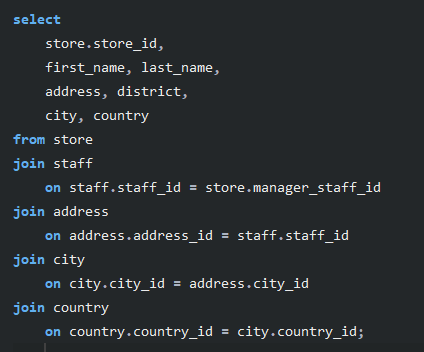 select
    store.store_id,
    first_name, last_name,
    address, district,
    city, country
from store
join staff
    on staff.staff_id = store.manager_staff_id
join address
    on address.address_id = staff.staff_id
join city
    on city.city_id = address.city_id
join country
    on country.country_id = city.country_id;